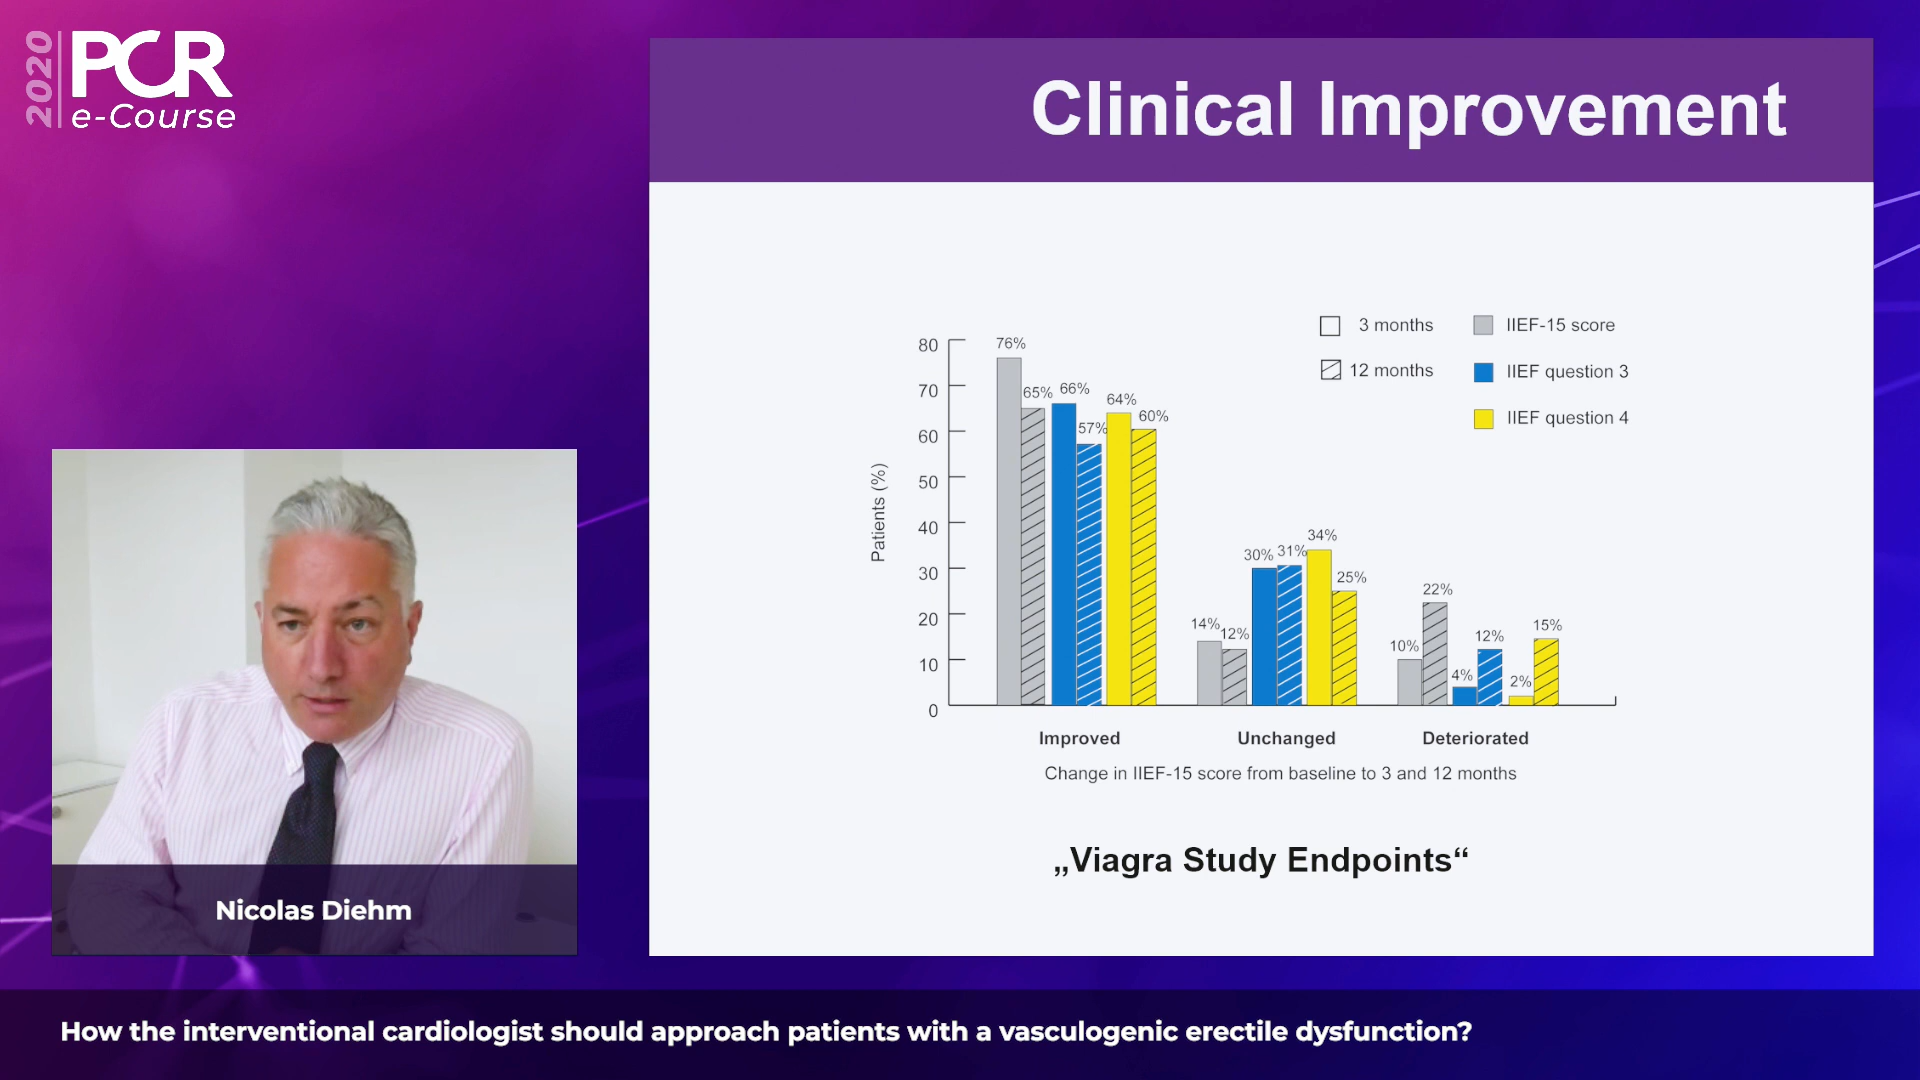 2020
PCR
e-Course
Clinical Improvement
3 months
IIEF-15 score
12 months
IIEF question 3
IIEF question 4
Patients (%)
80
70
60
50
40
30
20
10
0
76%
65%
66%
57%
64%
60%
14%
12%
30%
31%
34%
25%
10%
22%
4%
12%
2%
15%
Improved
Unchanged
Deteriorated
Change in IIEF-15 score from baseline to 3 and 12 months
„Viagra Study Endpoints“
Nicolas Diehm
How the interventional cardiologist should approach patients with a vasculogenic erectile dysfunction?